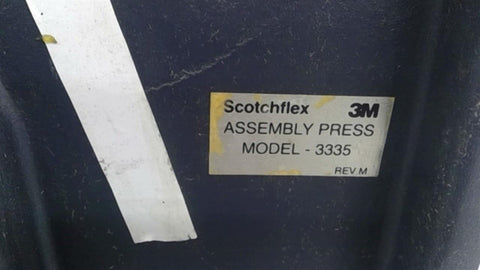 Scotchflex 3M
ASSEMBLY PRESS
MODEL - 3335
REV M